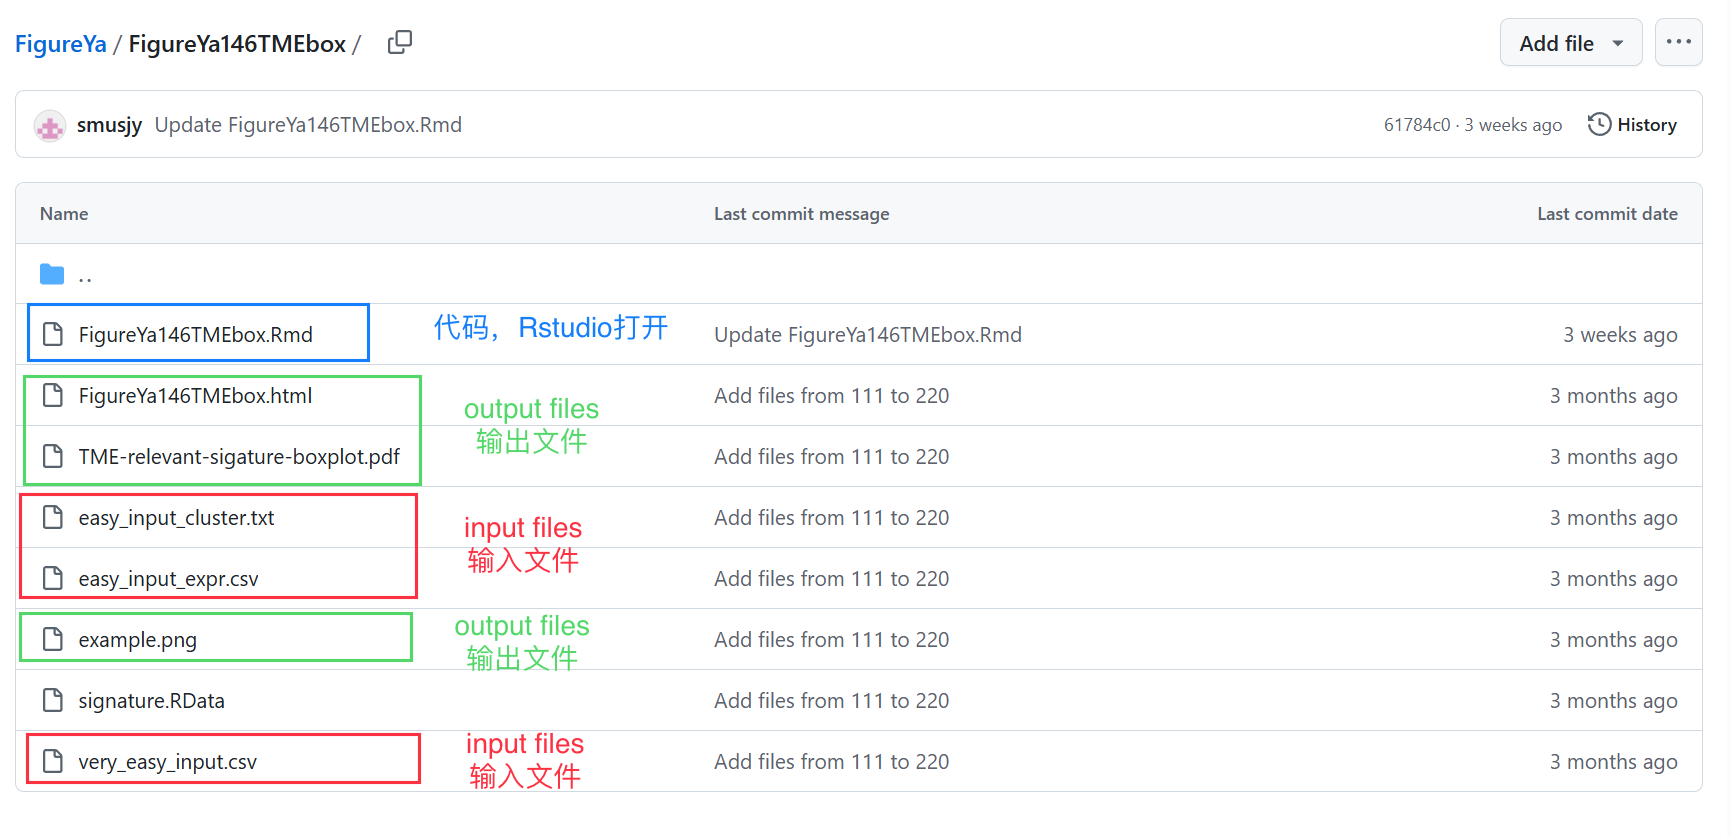 FigureYa / FigureYa146TMEbox /
Add file
smusjy Update FigureYa146TMEbox.Rmd
61784c0 · 3 weeks ago
History
Name Last commit message Last commit date
..
FigureYa146TMEbox.Rmd 代码，Rstudio打开 Update FigureYa146TMEbox.Rmd 3 weeks ago
FigureYa146TMEbox.html Add files from 111 to 220 3 months ago
output files
输出文件
TME-relevant-sigature-boxplot.pdf Add files from 111 to 220 3 months ago
easy_input_cluster.txt Add files from 111 to 220 3 months ago
input files
输入文件
easy_input_expr.csv Add files from 111 to 220 3 months ago
output files
example.png Add files from 111 to 220 3 months ago
输出文件
signature.RData Add files from 111 to 220 3 months ago
input files
very_easy_input.csv Add files from 111 to 220 3 months ago
输入文件